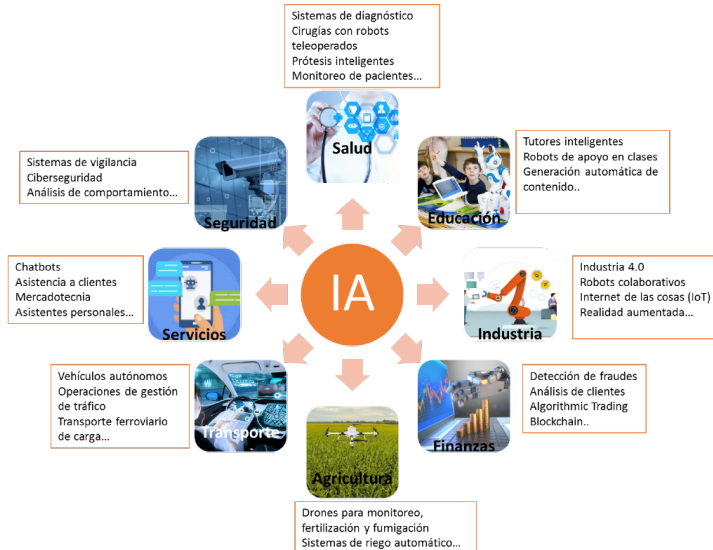 Sistemas de diagnóstico
Cirugías con robots
teleoperados
Prótesis inteligentes
Monitoreo de pacientes...
Salud
Tutores inteligentes
Robots de apoyo en clases
Generación automática de
contenido..
Educación
Industria 4.0
Robots colaborativos
Internet de las cosas (IoT)
Realidad aumentada...
Industria
Detección de fraudes
Análisis de clientes
Algorithmic Trading
Blockchain..
Finanzas
Agricultura
Drones para monitoreo,
fertilización y fumigación
Sistemas de riego automático...
Vehículos autónomos
Operaciones de gestión
de tráfico
Transporte ferroviario
de carga...
Transporte
Chatbots
Asistencia a clientes
Mercadotecnia
Asistentes personales...
Servicios
Sistemas de vigilancia
Ciberseguridad
Análisis de comportamiento...
Seguridad
IA